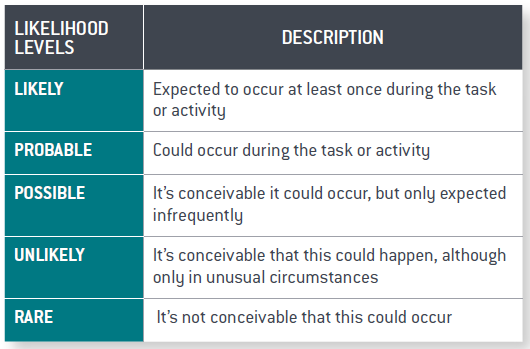 LIKELIHOOD
LEVELS
DESCRIPTION
LIKELY
Expected to occur at least once during the task
or activity
PROBABLE
Could occur during the task or activity
POSSIBLE
It’s conceivable it could occur, but only expected
infrequently
UNLIKELY
It’s conceivable that this could happen, although
only in unusual circumstances
RARE
It’s not conceivable that this could occur